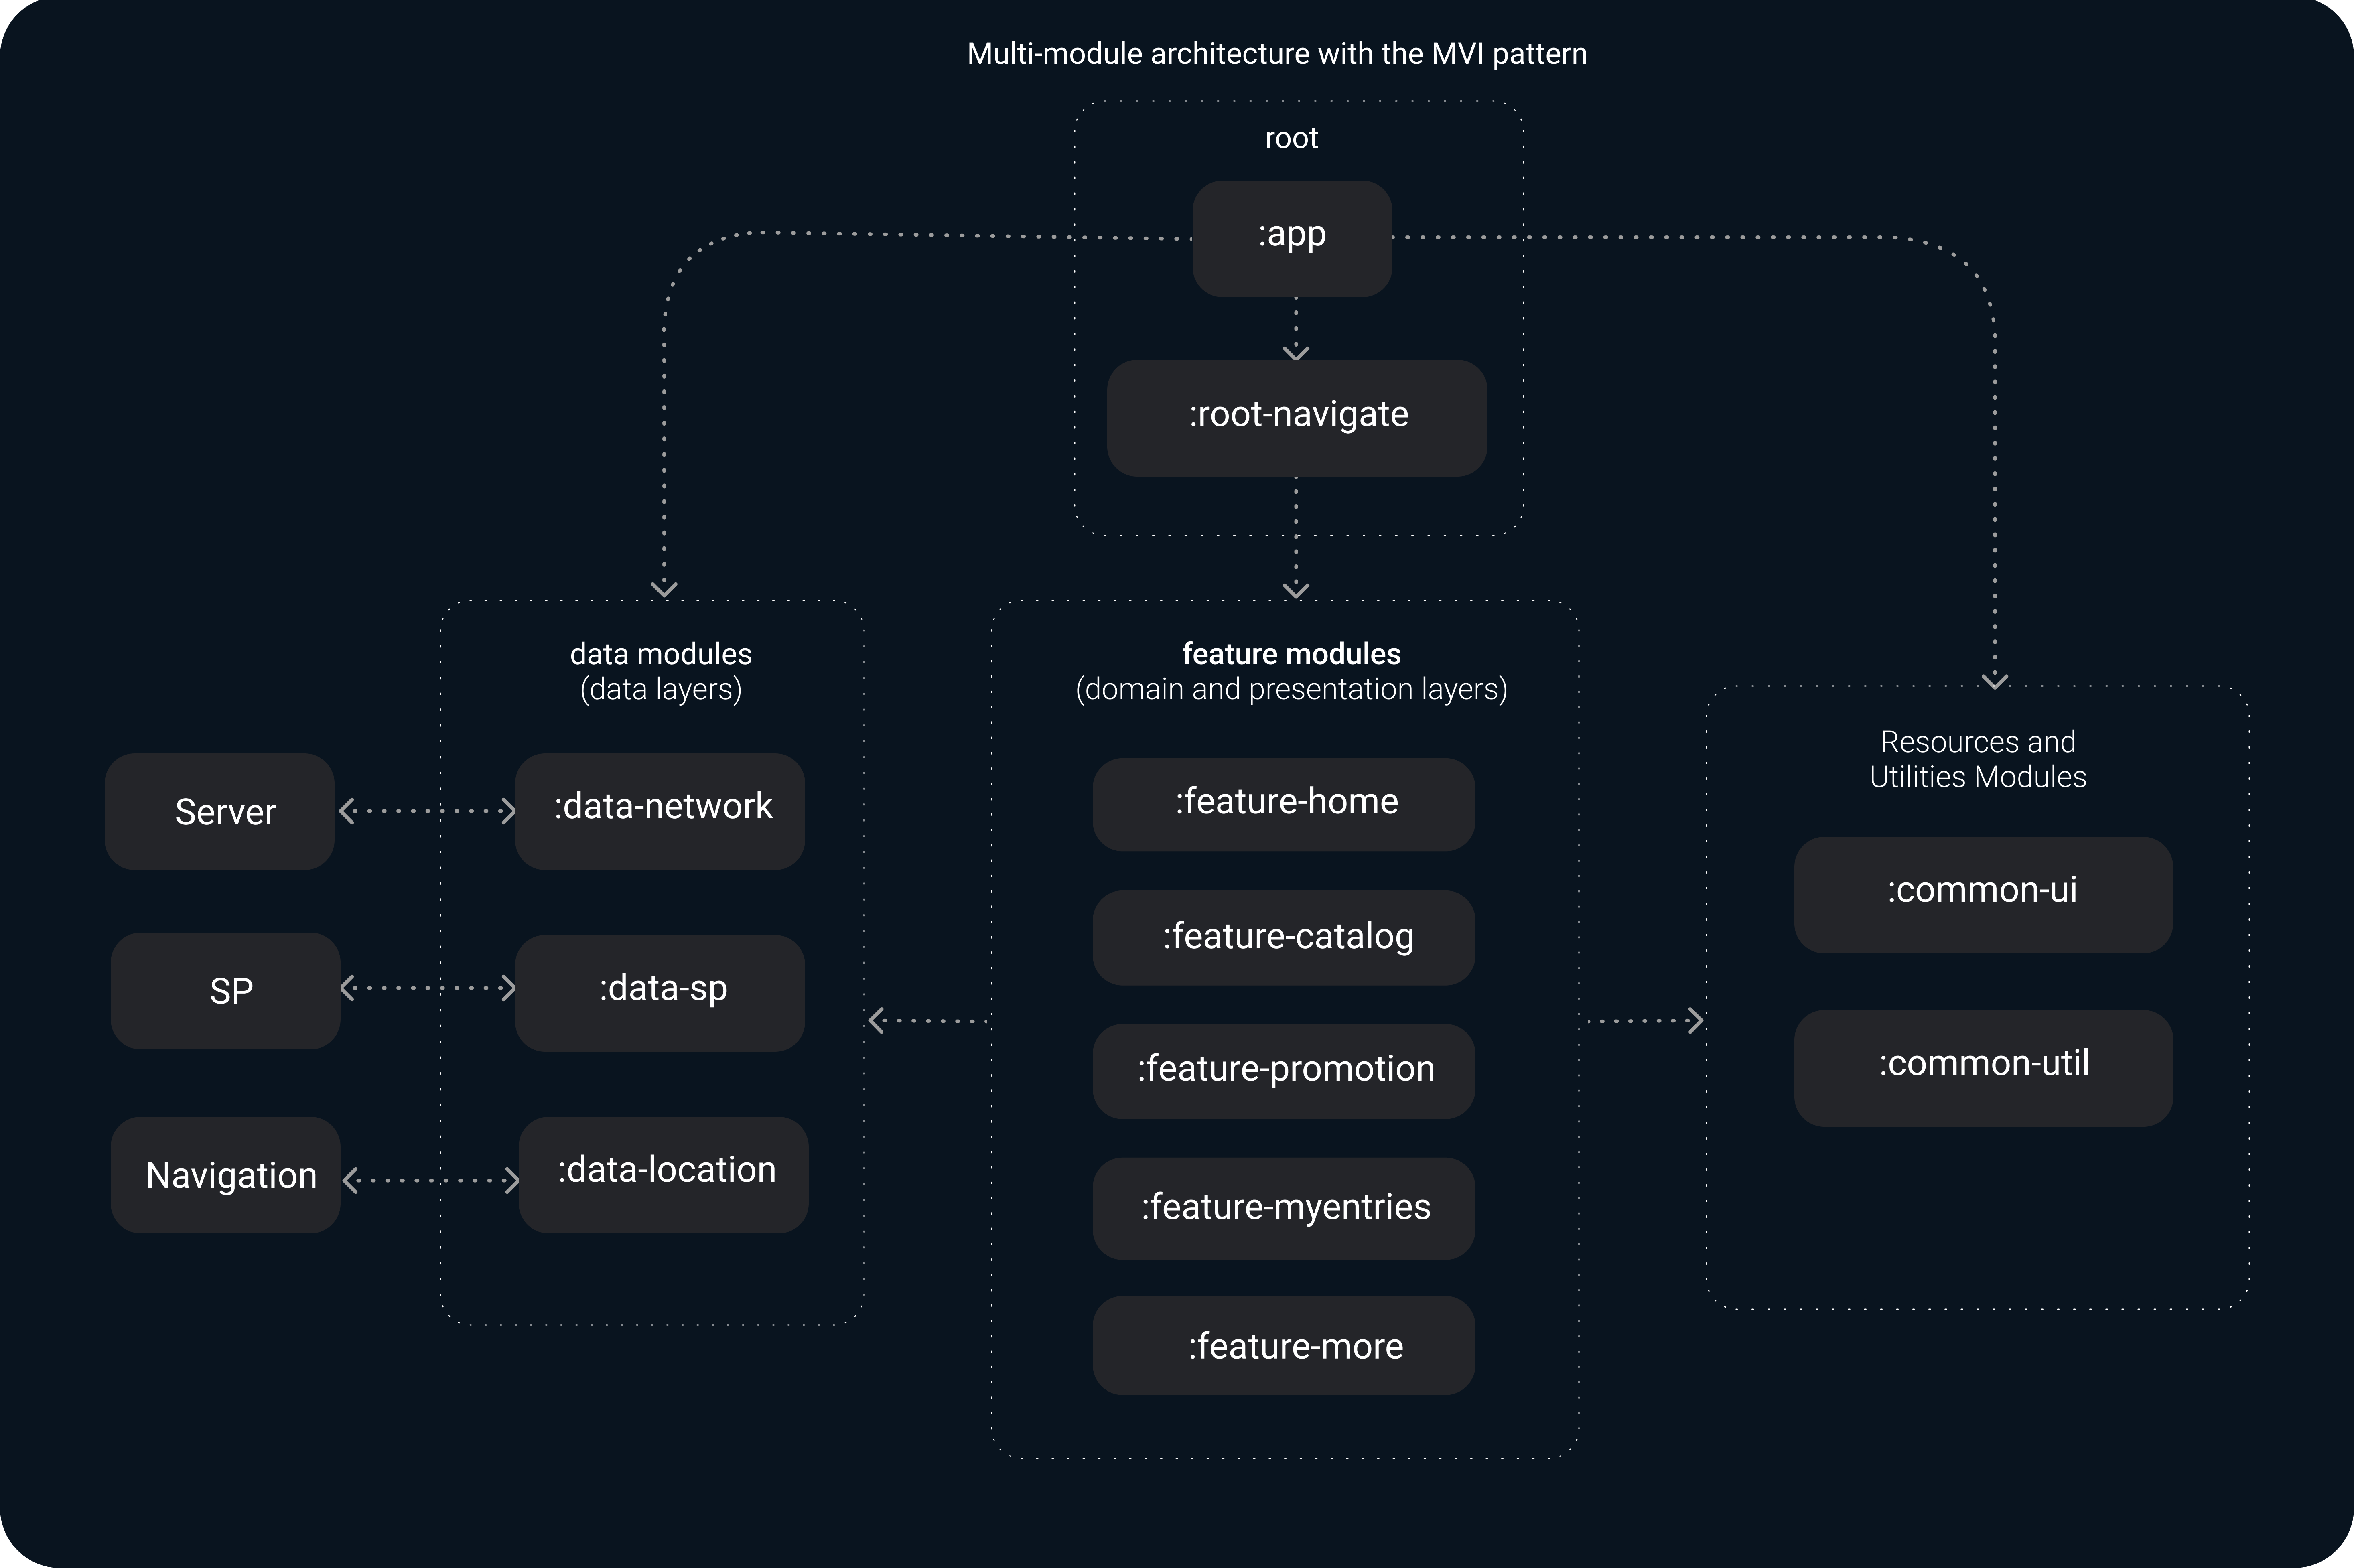 Multi-module architecture with the MVI pattern
root
:app
:root-navigate
data modules
(data layers)
Server
:data-network
SP
:data-sp
Navigation
:data-location
feature modules
(domain and presentation layers)
:feature-home
:feature-catalog
:feature-promotion
:feature-myentries
:feature-more
Resources and
Utilities Modules
:common-ui
:common-util